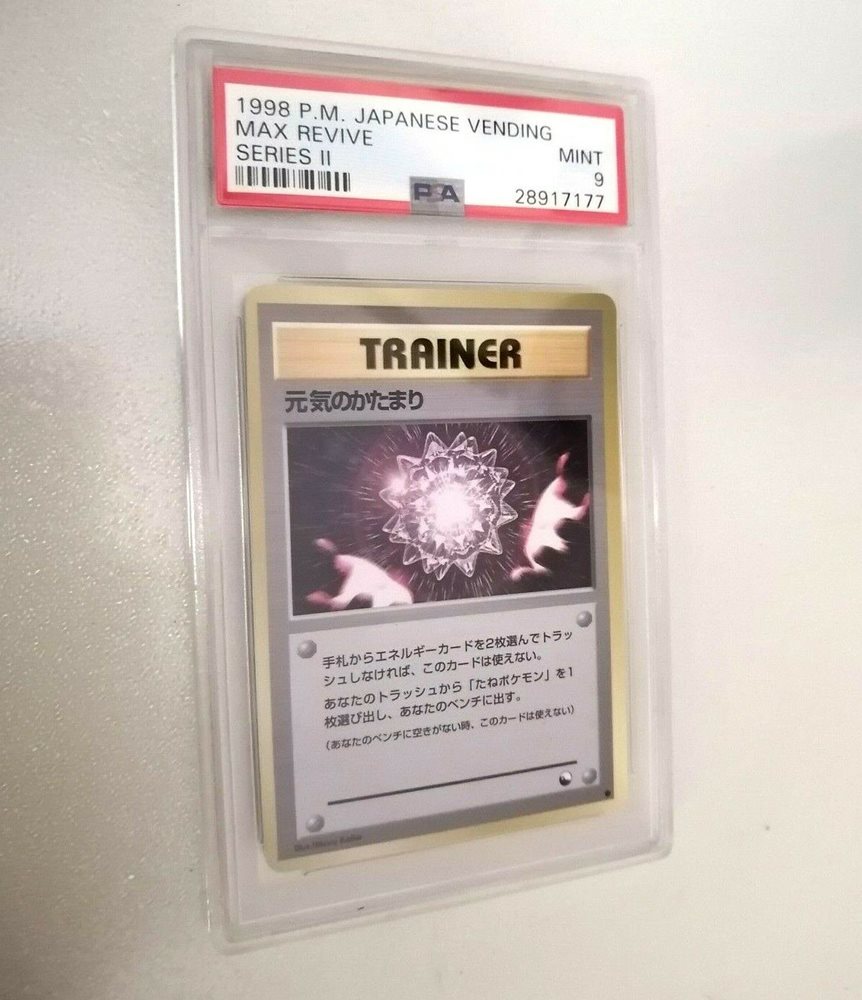 1998 P.M. JAPANESE VENDING
MAX REVIVE
SERIES II
MINT
9
PSA
28917177
TRAINER
元気のかたまり
手札からエネルギーカードを2枚選んでトラッ
シュしなければ、このカードは使えない。
あなたのトラッシュから「たねポケモン」を1
枚選び出し、あなたのベンチに出す。
（あなたのベンチに空きがない時、このカードは使えない）